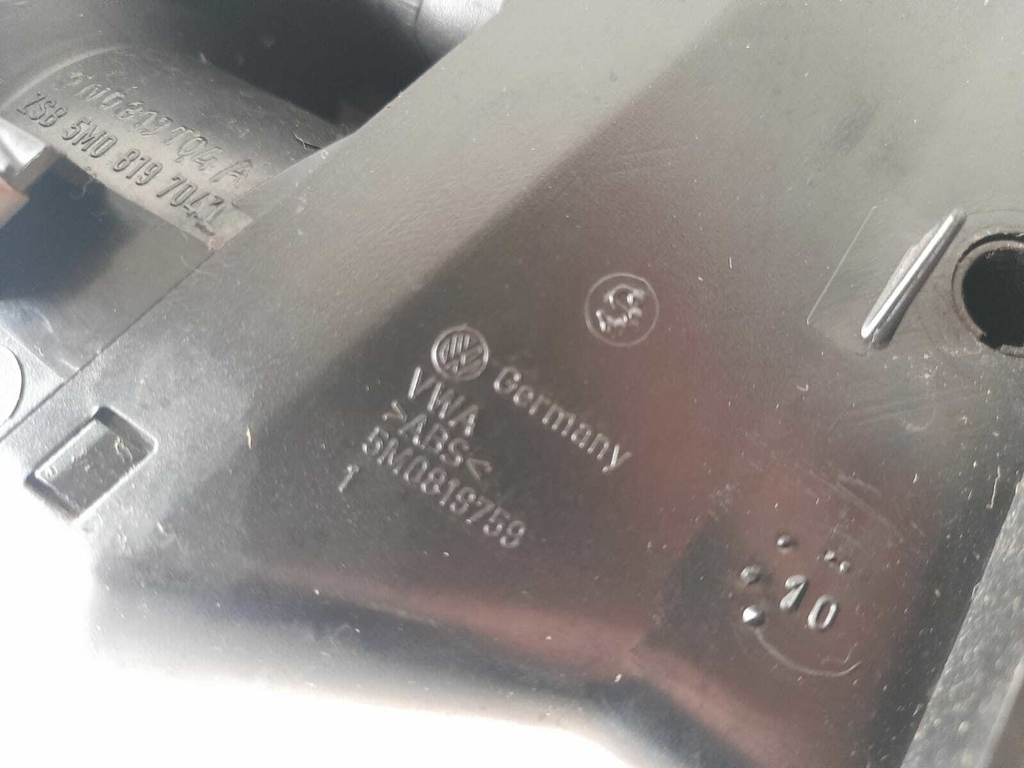 ZSB 5M0 819 704
Germany
VWA
>ABS<
5M0819759
1
10